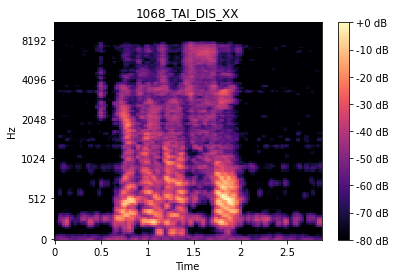 1068_TAI_DIS_XX
8192
4096
2048
1024
512
0
Hz
0
0.5
1
1.5
2
2.5
Time
+0 dB
-10 dB
-20 dB
-30 dB
-40 dB
-50 dB
-60 dB
-70 dB
-80 dB